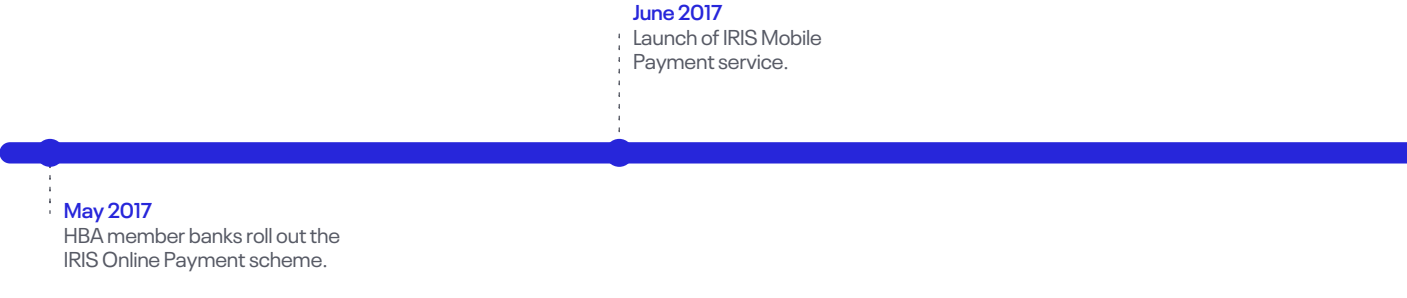 June 2017
Launch of IRIS Mobile
Payment service.
May 2017
HBA member banks roll out the
IRIS Online Payment scheme.